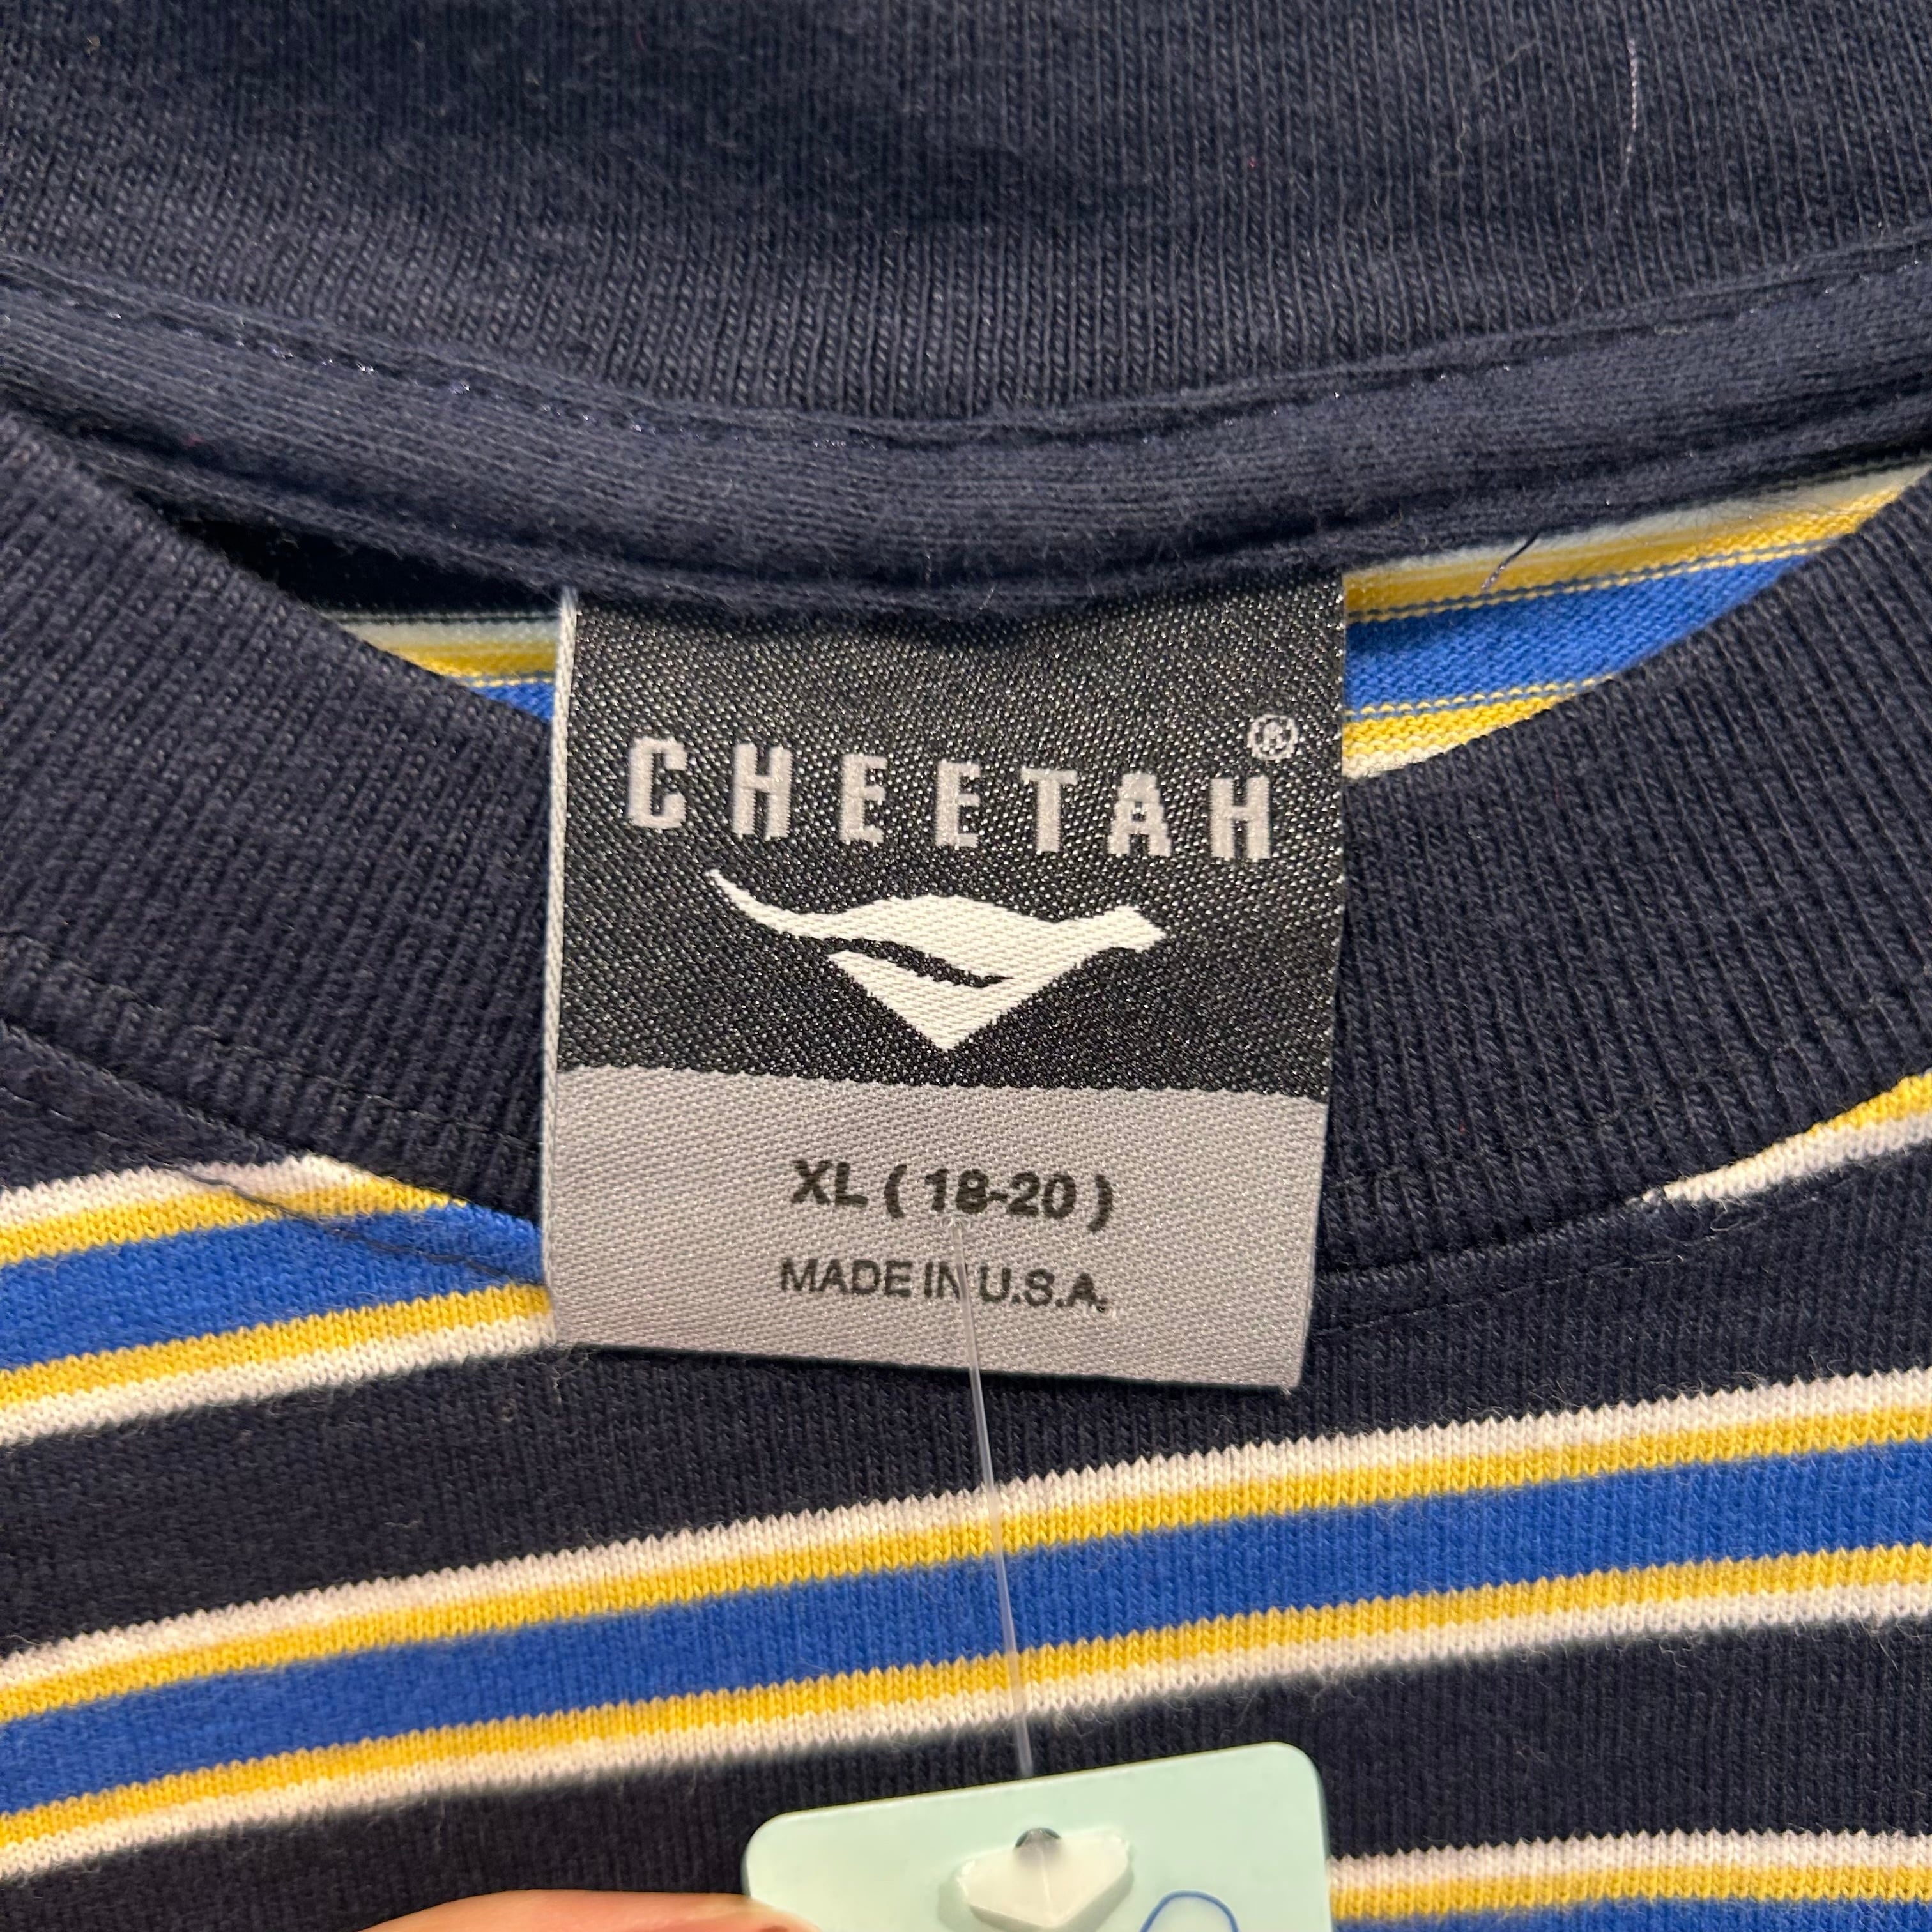 CHEETAH®
XL ( 18-20 )
MADE IN U.S.A.